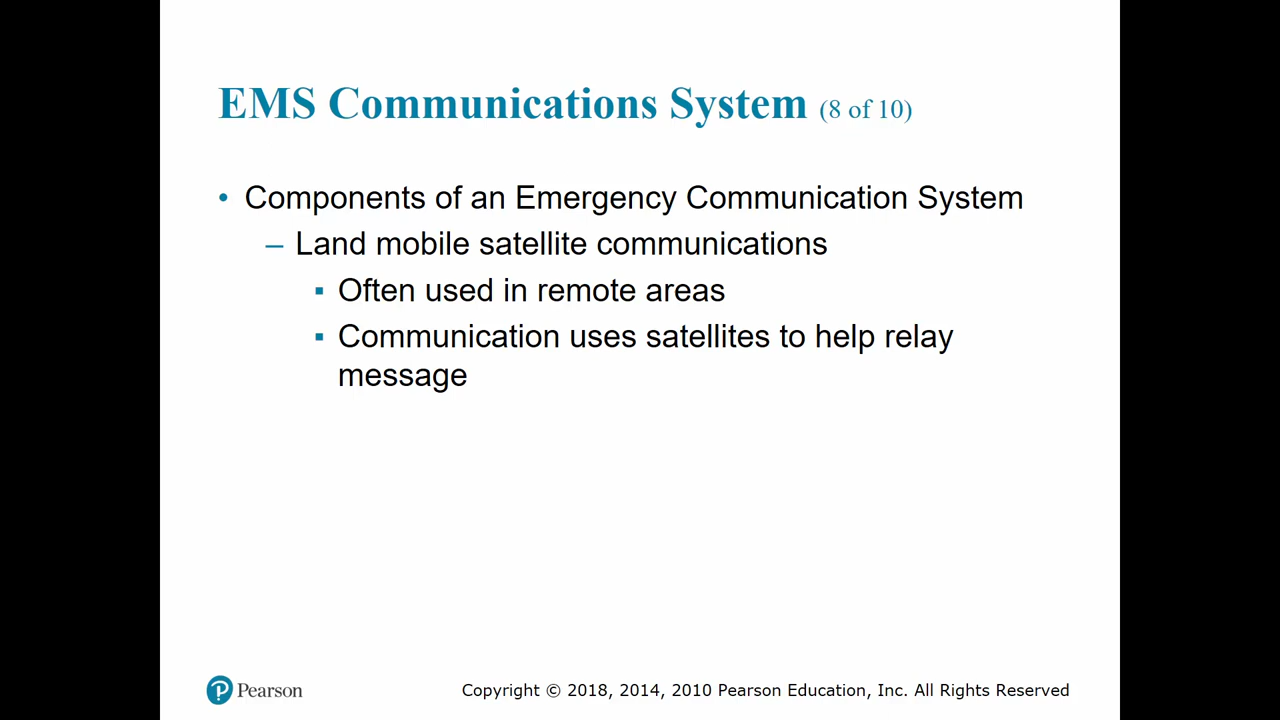 EMS Communications System (8 of 10)
• Components of an Emergency Communication System
– Land mobile satellite communications
▪ Often used in remote areas
▪ Communication uses satellites to help relay
message
Pearson
Copyright © 2018, 2014, 2010 Pearson Education, Inc. All Rights Reserved